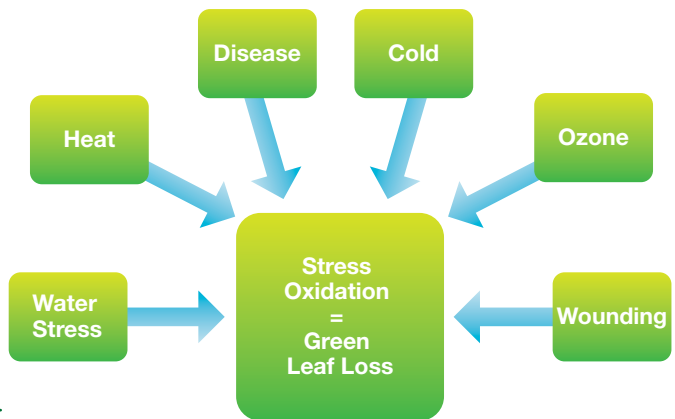 Disease
Cold
Heat
Ozone
Stress
Oxidation
=
Green
Leaf Loss
Water
Stress
Wounding